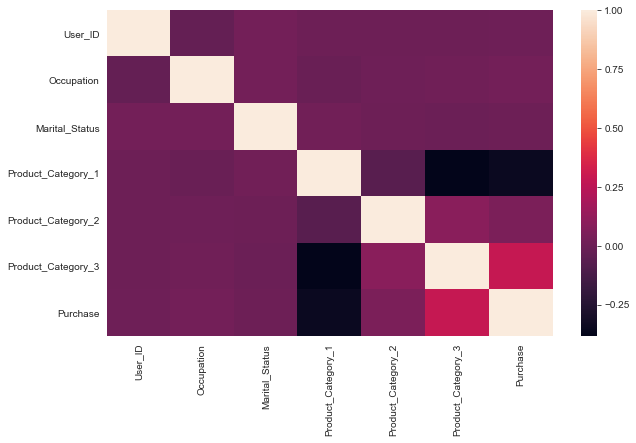 User_ID
Occupation
Marital_Status
Product_Category_1
Product_Category_2
Product_Category_3
Purchase
User_ID
Occupation
Marital_Status
Product_Category_1
Product_Category_2
Product_Category_3
Purchase
1.00
0.75
0.50
0.25
0.00
−0.25